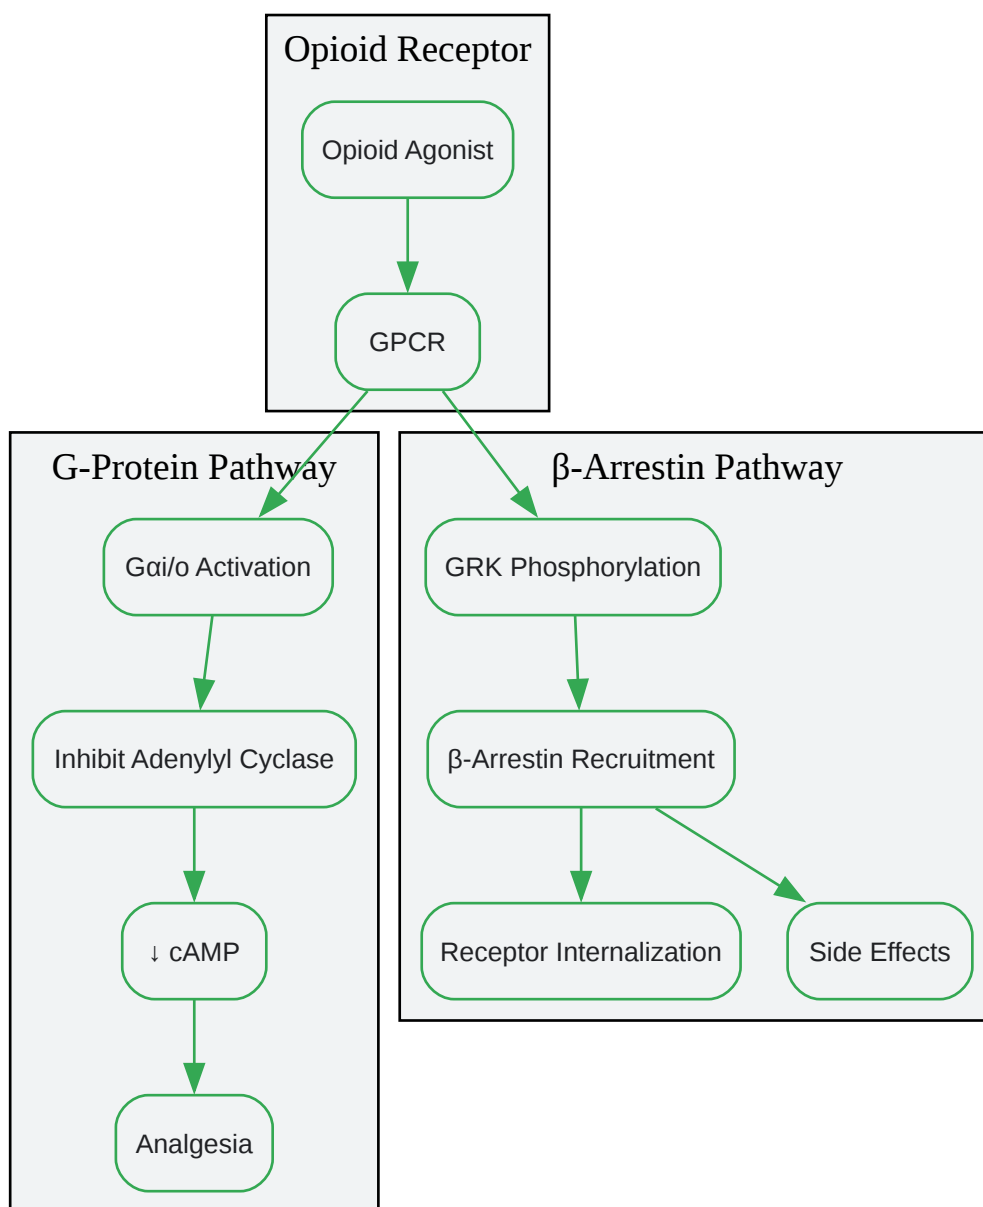 Opioid Receptor
Opioid Agonist
GPCR
G-Protein Pathway
Gαi/o Activation
Inhibit Adenylyl Cyclase
↓ cAMP
Analgesia
β-Arrestin Pathway
GRK Phosphorylation
β-Arrestin Recruitment
Receptor Internalization
Side Effects